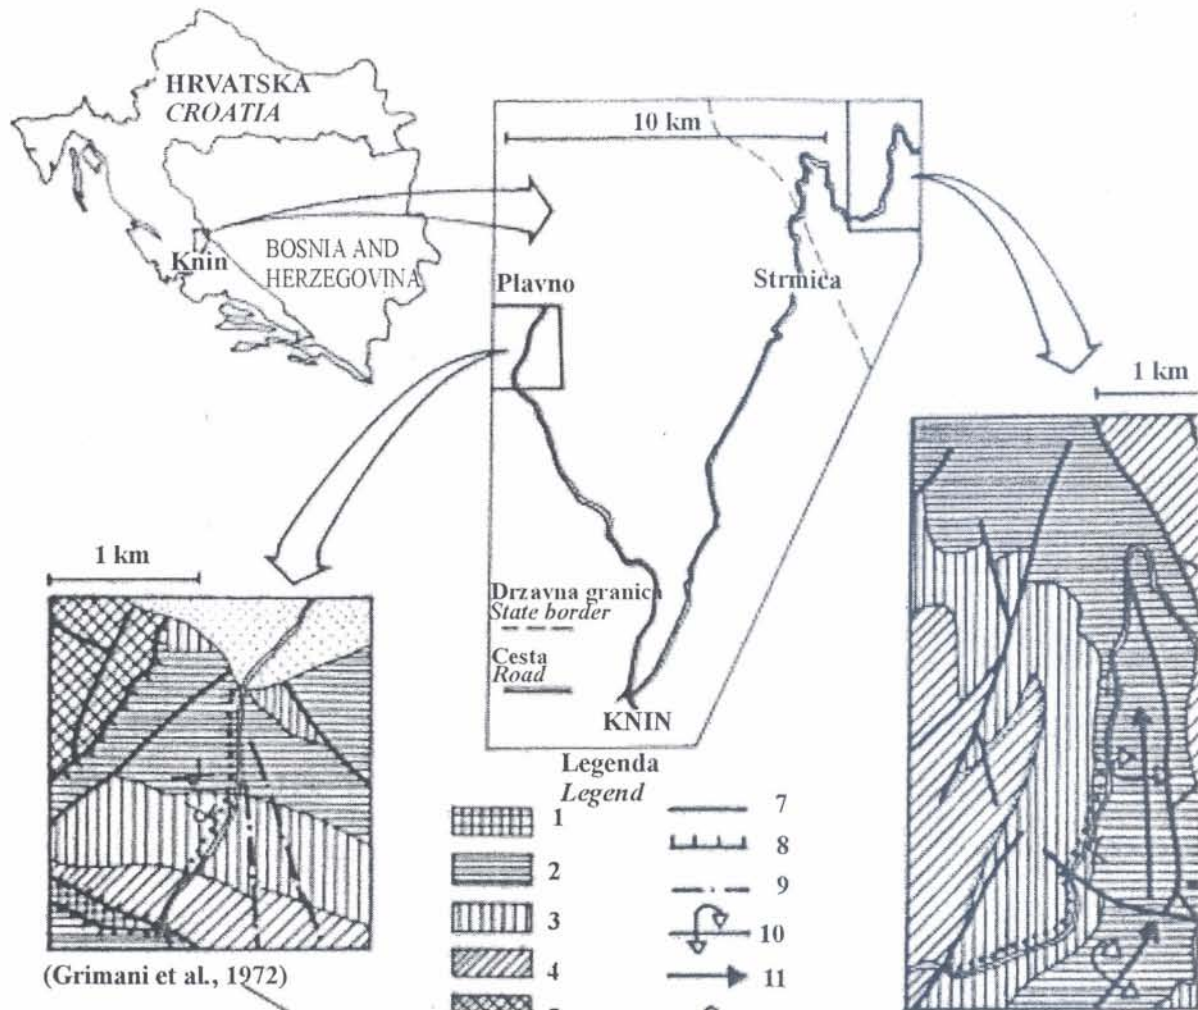 HRVATSKA
CROATIA
Knin
BOSNIA AND
HERZEGOVINA
10 km
Plavno
Strmica
1 km
1 km
Drzavna granica
State border
Cesta
Road
KNIN
Legenda
Legend
1
2
3
4
7
8
9
10
11
(Grimani et al., 1972)